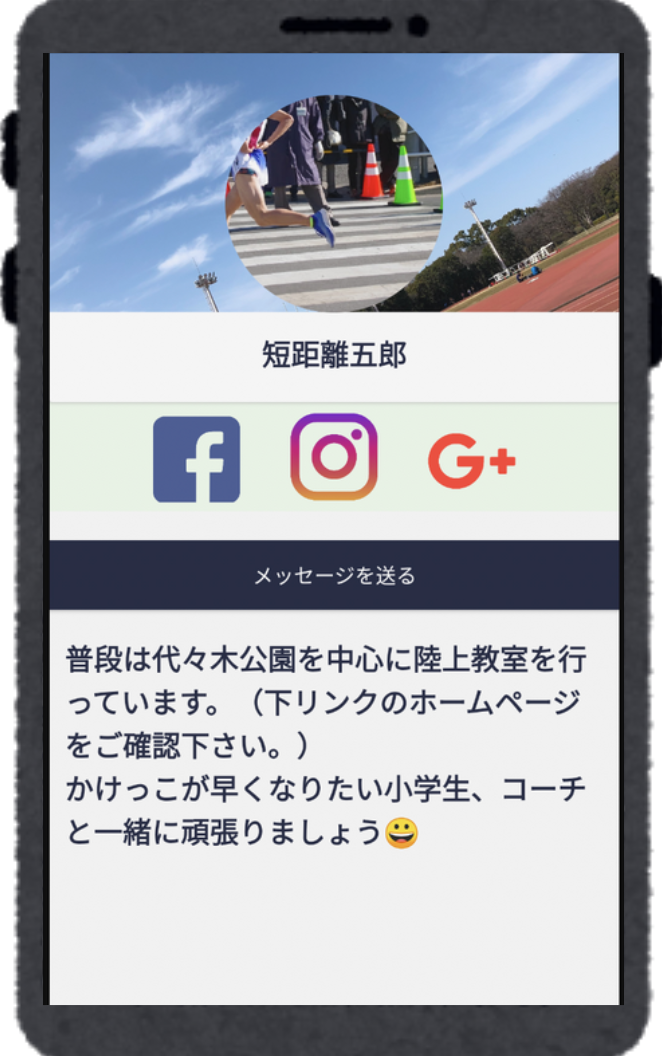 短距離五郎
f
G+
メッセージを送る
普段は代々木公園を中心に陸上教室を行
っています。（下リンクのホームページ
をご確認下さい。）
かけっこが早くなりたい小学生、コーチ
と一緒に頑張りましょう😀